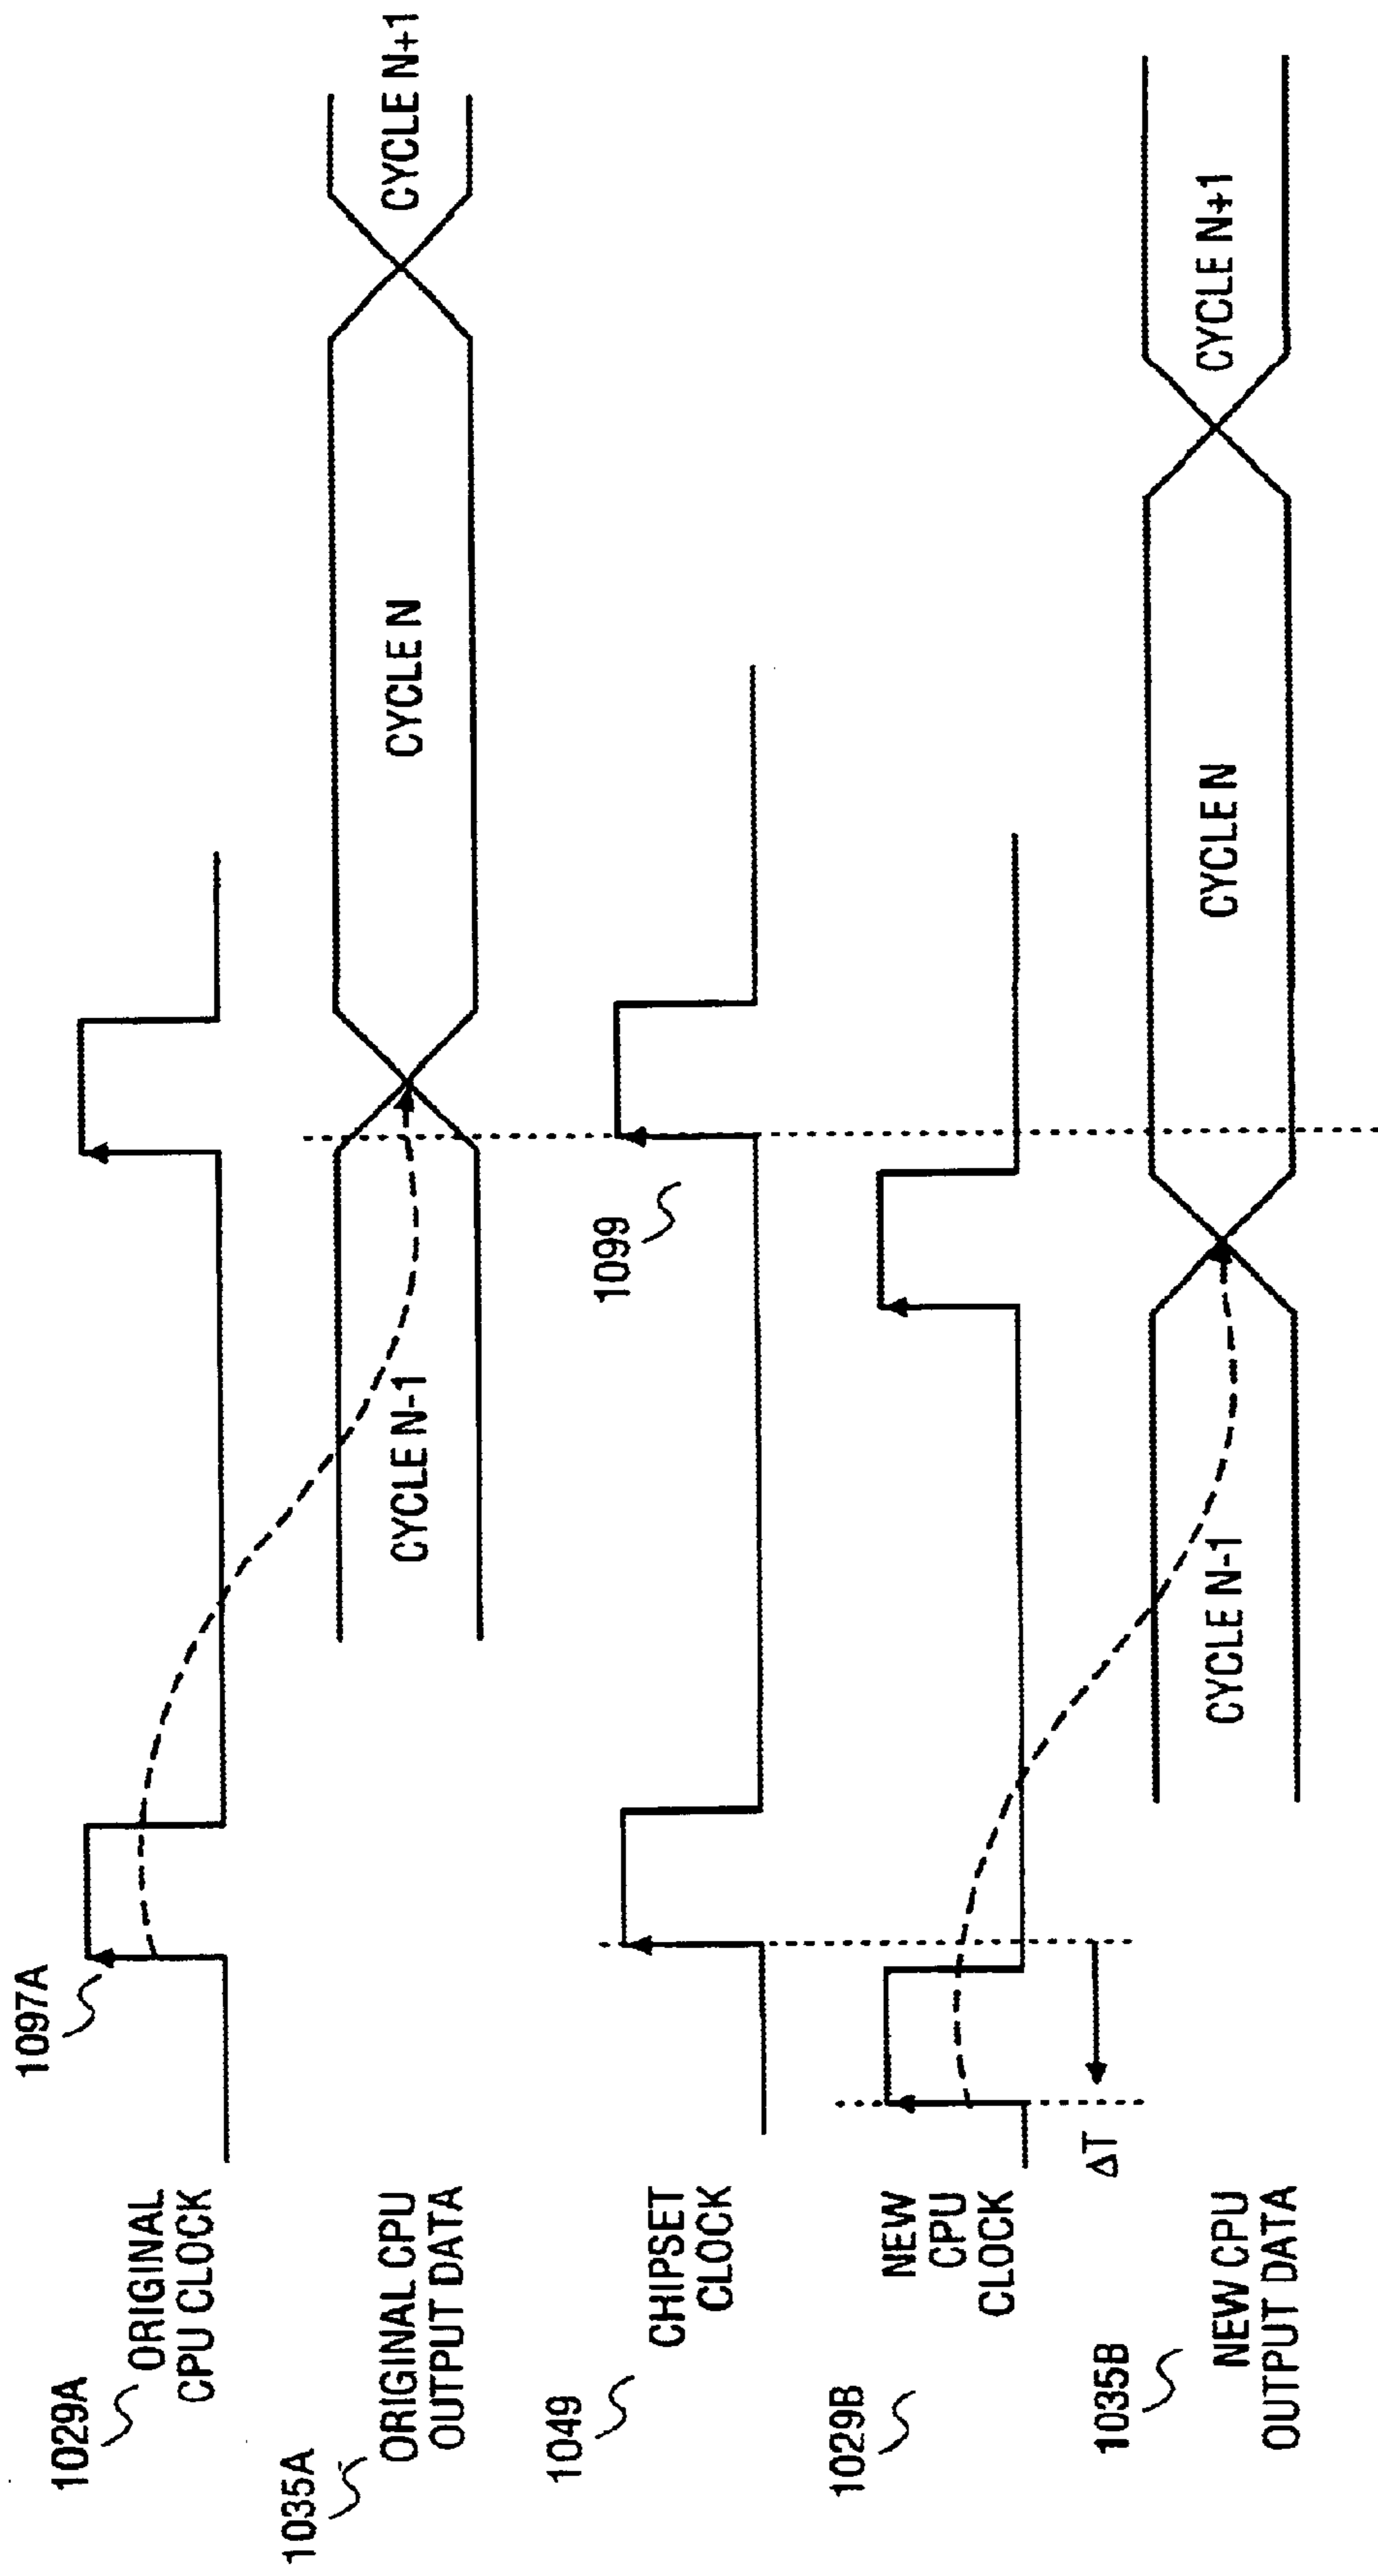 1029A
ORIGINAL
CPU CLOCK
1097A
1035A
ORIGINAL CPU
OUTPUT DATA
CYCLE N-1
CYCLE N
CYCLE N+1
1049
CHIPSET
CLOCK
1099
1029B
NEW
CPU
CLOCK
ΔT
1035B
NEW CPU
OUTPUT DATA
CYCLE N-1
CYCLE N
CYCLE N+1